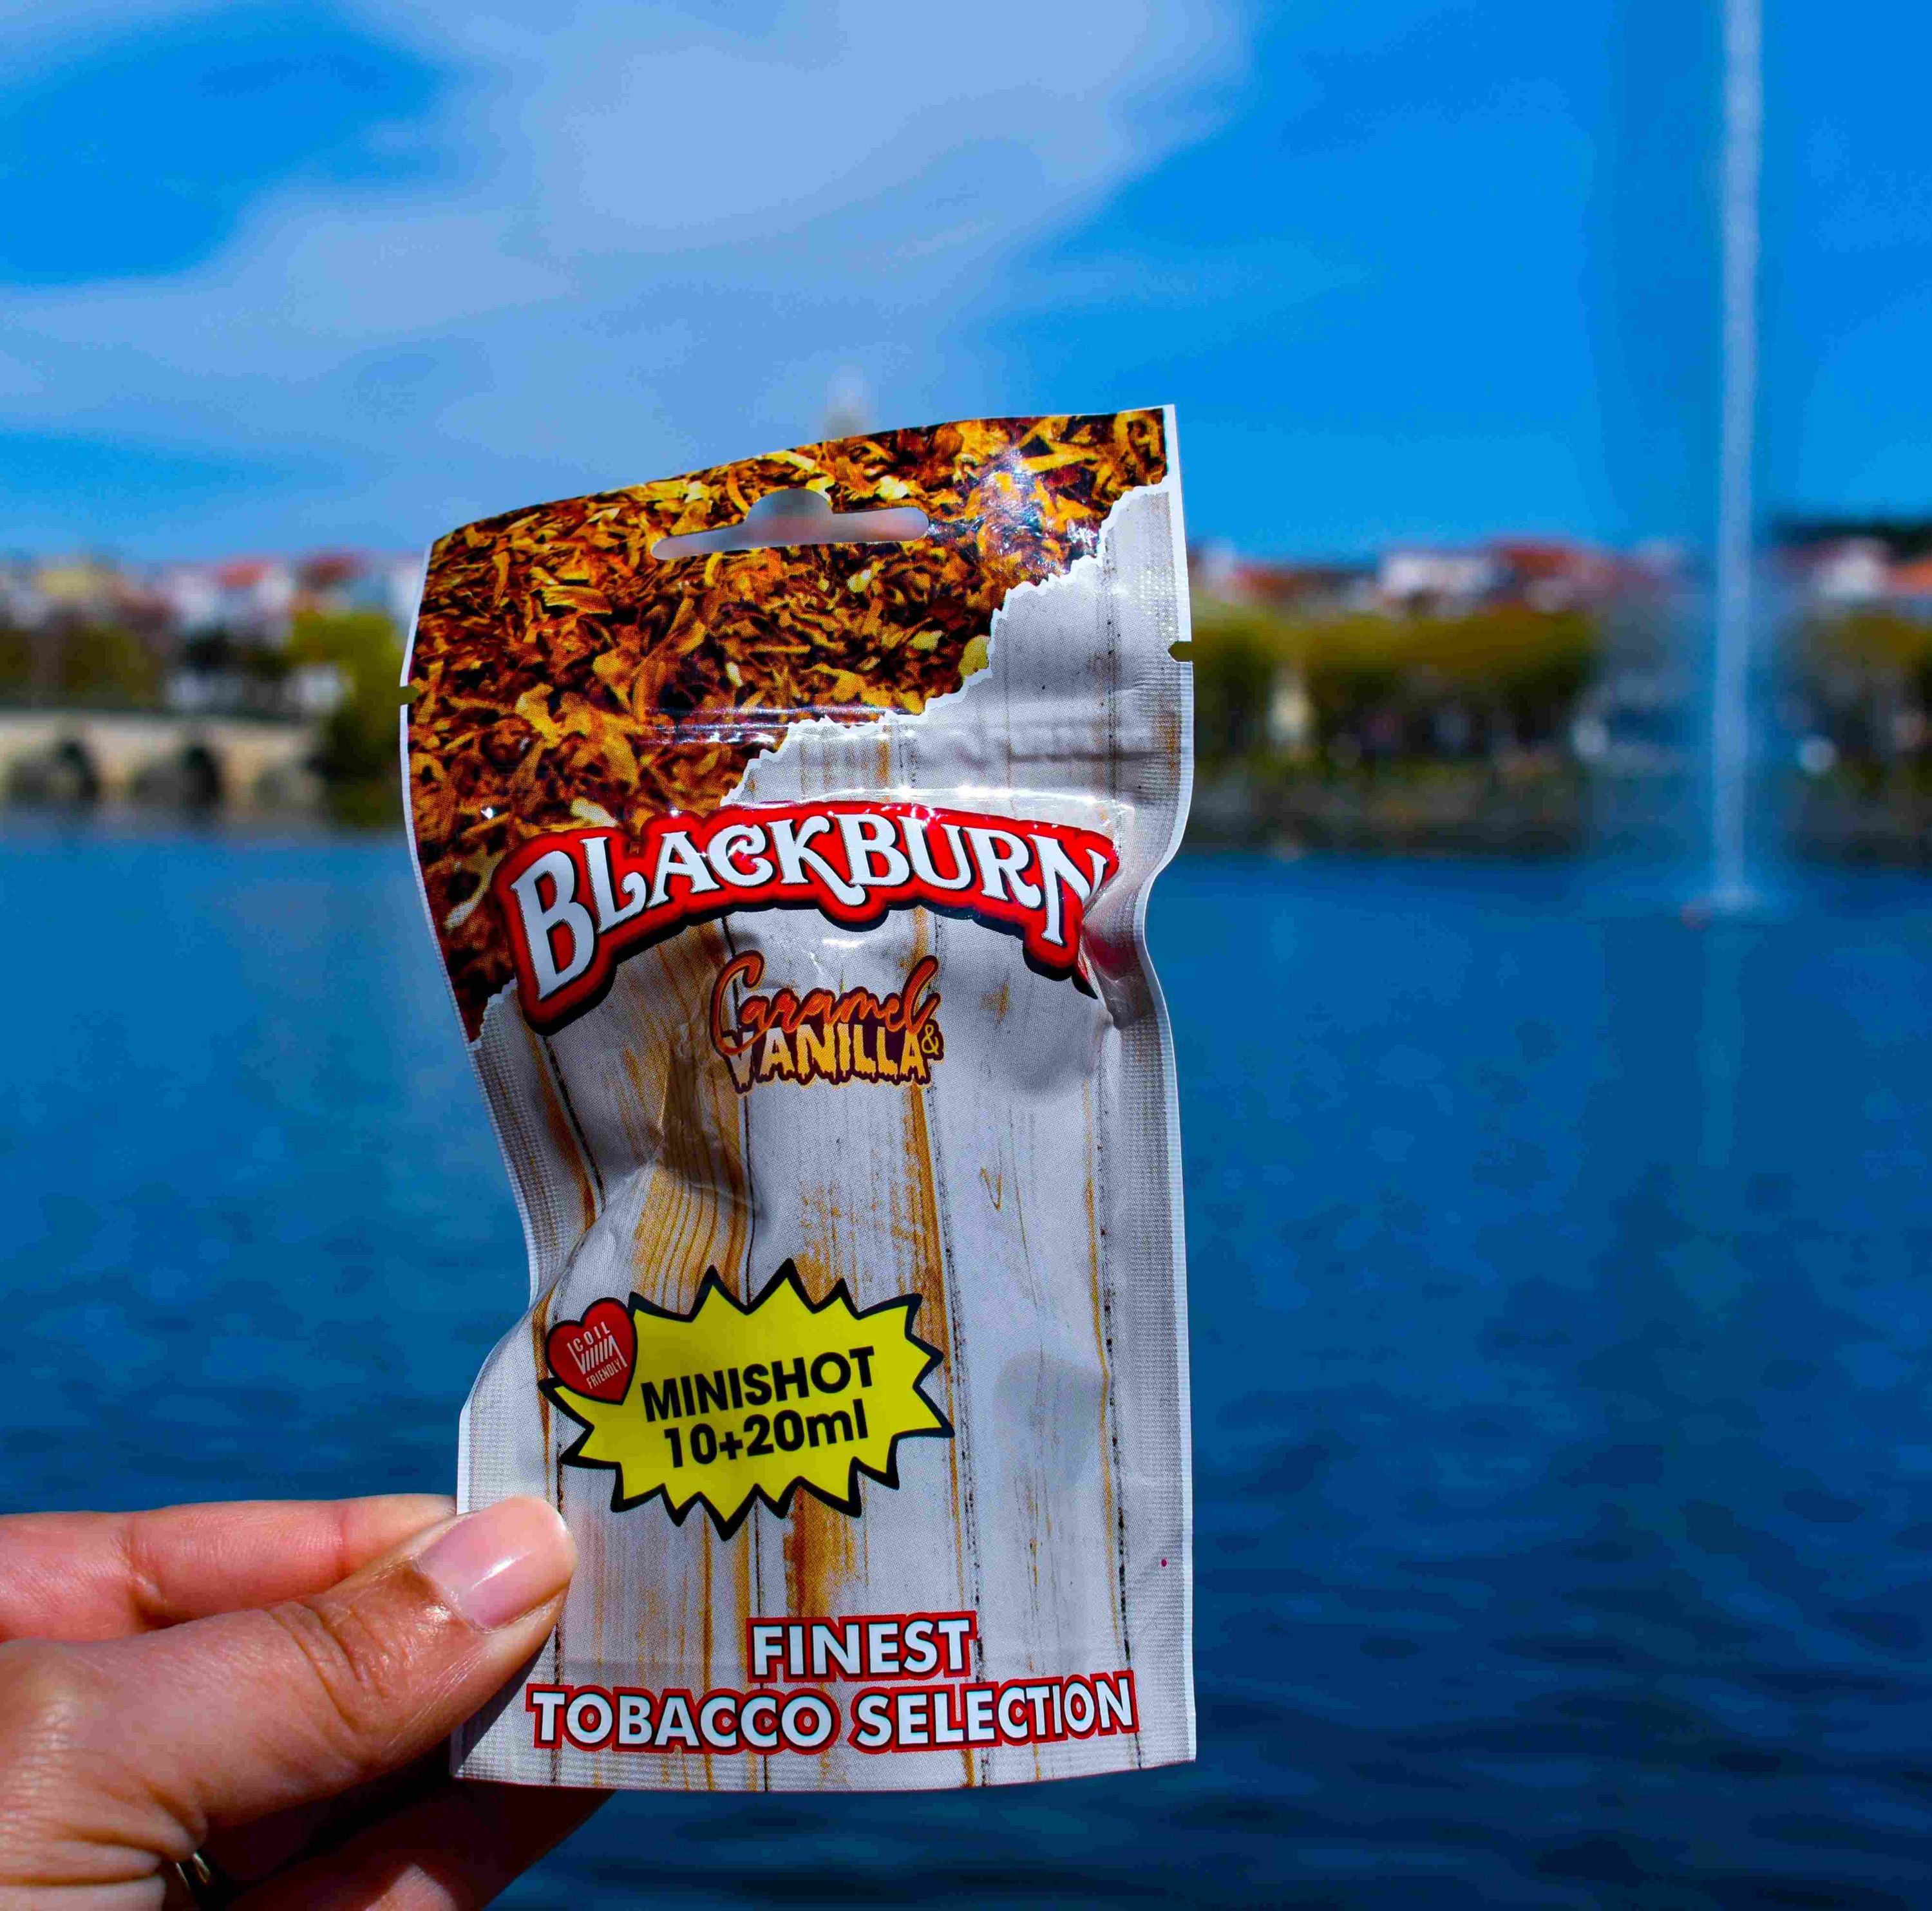 BLACKBURN
Caramel
& VANILLA
COIL
FRIENDLY
MINISHOT
10+20ml
FINEST
TOBACCO SELECTION